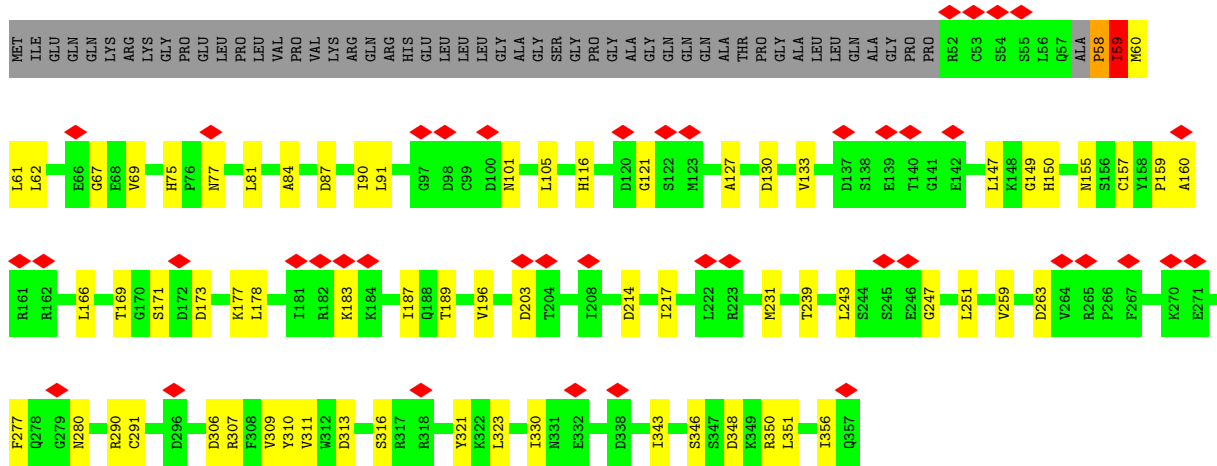 MET ILE GLU GLN GLN LYS ARG LYS GLY PRO GLU LEU PRO LEU VAL PRO VAL LYS ARG GLN ARG HIS GLU LEU LEU LEU GLY ALA GLY SER GLY PRO GLY ALA GLY GLN GLN GLN ALA THR PRO GLY ALA LEU LEU GLN ALA GLY PRO PRO R52 C53 S54 S55 L56 Q57 ALA P58 I59 M60
L61 L62 E66 G67 E68 V69 H75 P76 N77 L81 A84 D87 I90 L91 G97 D98 C99 D100 N101 L105 H116 D120 G121 S122 M123 A127 D130 V133 D137 S138 E139 T140 G141 E142 L147 K148 G149 H150 N155 S156 C157 Y158 P159 A160
R161 R162 L166 T169 G170 S171 D172 D173 K177 L178 I181 R182 K183 K184 I187 Q188 T189 V196 D203 T204 I208 D214 I217 L222 R223 M231 T239 L243 S244 S245 E246 G247 L251 V259 D263 V264 R265 P266 F267 K270 E271
F277 Q278 G279 N280 R290 C291 D296 D306 R307 F308 V309 Y310 V311 W312 D313 S316 R317 R318 Y321 K322 L323 I330 N331 E332 D338 I343 S346 S347 D348 K349 R350 L351 I356 Q357